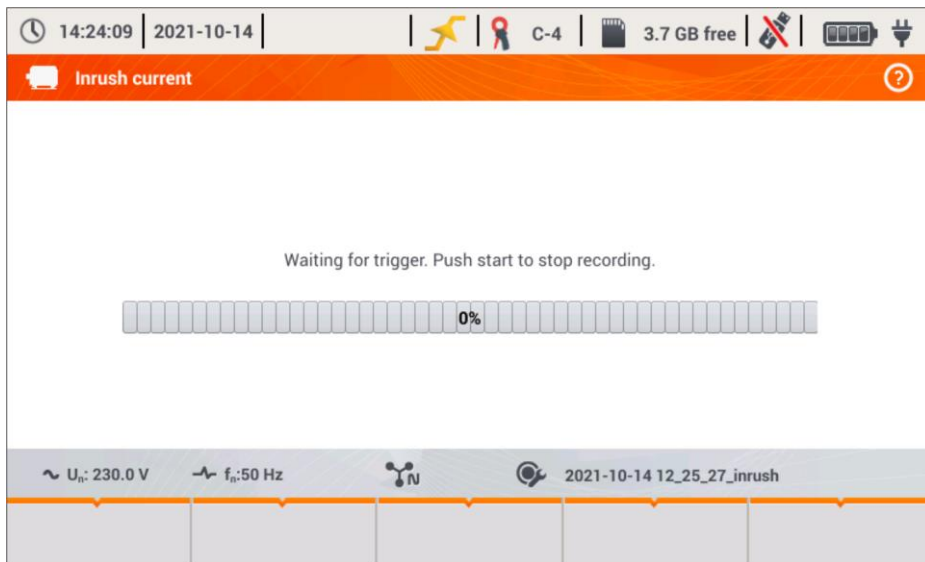 14:24:09 2021-10-14 C-4 3.7 GB free
Inrush current ?
Waiting for trigger. Push start to stop recording.
0%
Uₙ: 230.0 V fₙ:50 Hz N 2021-10-14 12_25_27_inrush